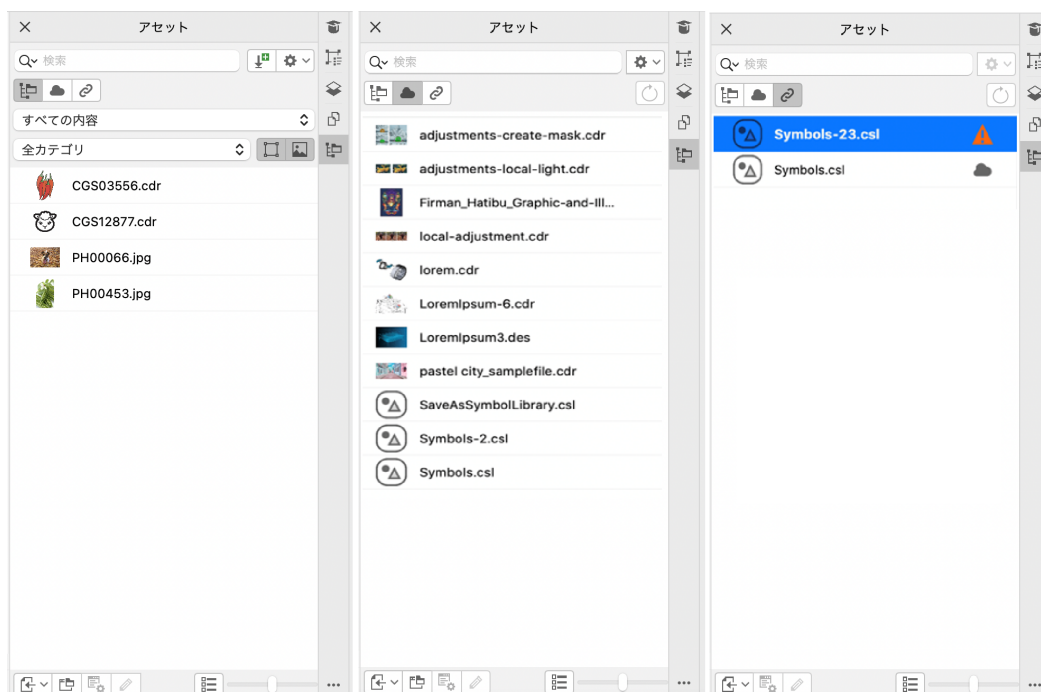 アセット
検索
すべての内容
全カテゴリ
CGS03556.cdr
CGS12877.cdr
PH00066.jpg
PH00453.jpg
アセット
検索
adjustments-create-mask.cdr
adjustments-local-light.cdr
Firman_Hatibu_Graphic-and-Ill...
local-adjustment.cdr
lorem.cdr
LoremIpsum-6.cdr
LoremIpsum3.des
pastel city_samplefile.cdr
SaveAsSymbolLibrary.csl
Symbols-2.csl
Symbols.csl
アセット
検索
Symbols-23.csl
Symbols.csl